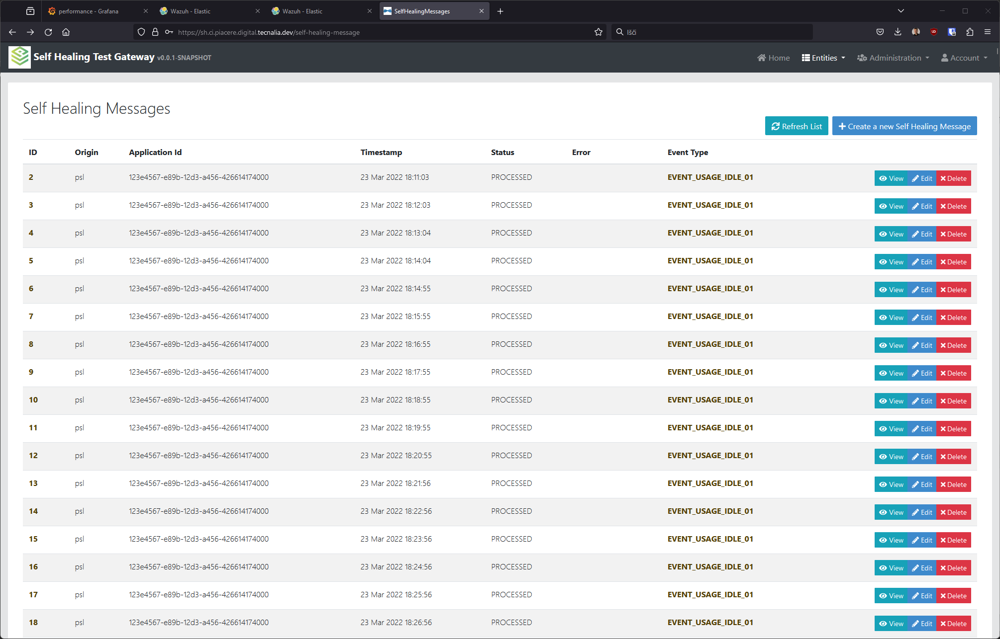 performance - Grafana
Wazuh - Elastic
Wazuh - Elastic
SelfHealingMessages
https://sh.ci.piacere.digital.tecnalia.dev/self-healing-message
Išči
Self Healing Test Gateway v0.0.1-SNAPSHOT
Home Entities Administration Account
Self Healing Messages
Refresh List
Create a new Self Healing Message
ID Origin Application Id Timestamp Status Error Event Type
2 psl 123e4567-e89b-12d3-a456-426614174000 23 Mar 2022 18:11:03 PROCESSED EVENT_USAGE_IDLE_01 View Edit Delete
3 psl 123e4567-e89b-12d3-a456-426614174000 23 Mar 2022 18:12:03 PROCESSED EVENT_USAGE_IDLE_01 View Edit Delete
4 psl 123e4567-e89b-12d3-a456-426614174000 23 Mar 2022 18:13:04 PROCESSED EVENT_USAGE_IDLE_01 View Edit Delete
5 psl 123e4567-e89b-12d3-a456-426614174000 23 Mar 2022 18:14:04 PROCESSED EVENT_USAGE_IDLE_01 View Edit Delete
6 psl 123e4567-e89b-12d3-a456-426614174000 23 Mar 2022 18:14:55 PROCESSED EVENT_USAGE_IDLE_01 View Edit Delete
7 psl 123e4567-e89b-12d3-a456-426614174000 23 Mar 2022 18:15:55 PROCESSED EVENT_USAGE_IDLE_01 View Edit Delete
8 psl 123e4567-e89b-12d3-a456-426614174000 23 Mar 2022 18:16:55 PROCESSED EVENT_USAGE_IDLE_01 View Edit Delete
9 psl 123e4567-e89b-12d3-a456-426614174000 23 Mar 2022 18:17:55 PROCESSED EVENT_USAGE_IDLE_01 View Edit Delete
10 psl 123e4567-e89b-12d3-a456-426614174000 23 Mar 2022 18:18:55 PROCESSED EVENT_USAGE_IDLE_01 View Edit Delete
11 psl 123e4567-e89b-12d3-a456-426614174000 23 Mar 2022 18:19:55 PROCESSED EVENT_USAGE_IDLE_01 View Edit Delete
12 psl 123e4567-e89b-12d3-a456-426614174000 23 Mar 2022 18:20:55 PROCESSED EVENT_USAGE_IDLE_01 View Edit Delete
13 psl 123e4567-e89b-12d3-a456-426614174000 23 Mar 2022 18:21:56 PROCESSED EVENT_USAGE_IDLE_01 View Edit Delete
14 psl 123e4567-e89b-12d3-a456-426614174000 23 Mar 2022 18:22:56 PROCESSED EVENT_USAGE_IDLE_01 View Edit Delete
15 psl 123e4567-e89b-12d3-a456-426614174000 23 Mar 2022 18:23:56 PROCESSED EVENT_USAGE_IDLE_01 View Edit Delete
16 psl 123e4567-e89b-12d3-a456-426614174000 23 Mar 2022 18:24:56 PROCESSED EVENT_USAGE_IDLE_01 View Edit Delete
17 psl 123e4567-e89b-12d3-a456-426614174000 23 Mar 2022 18:25:56 PROCESSED EVENT_USAGE_IDLE_01 View Edit Delete
18 psl 123e4567-e89b-12d3-a456-426614174000 23 Mar 2022 18:26:56 PROCESSED EVENT_USAGE_IDLE_01 View Edit Delete